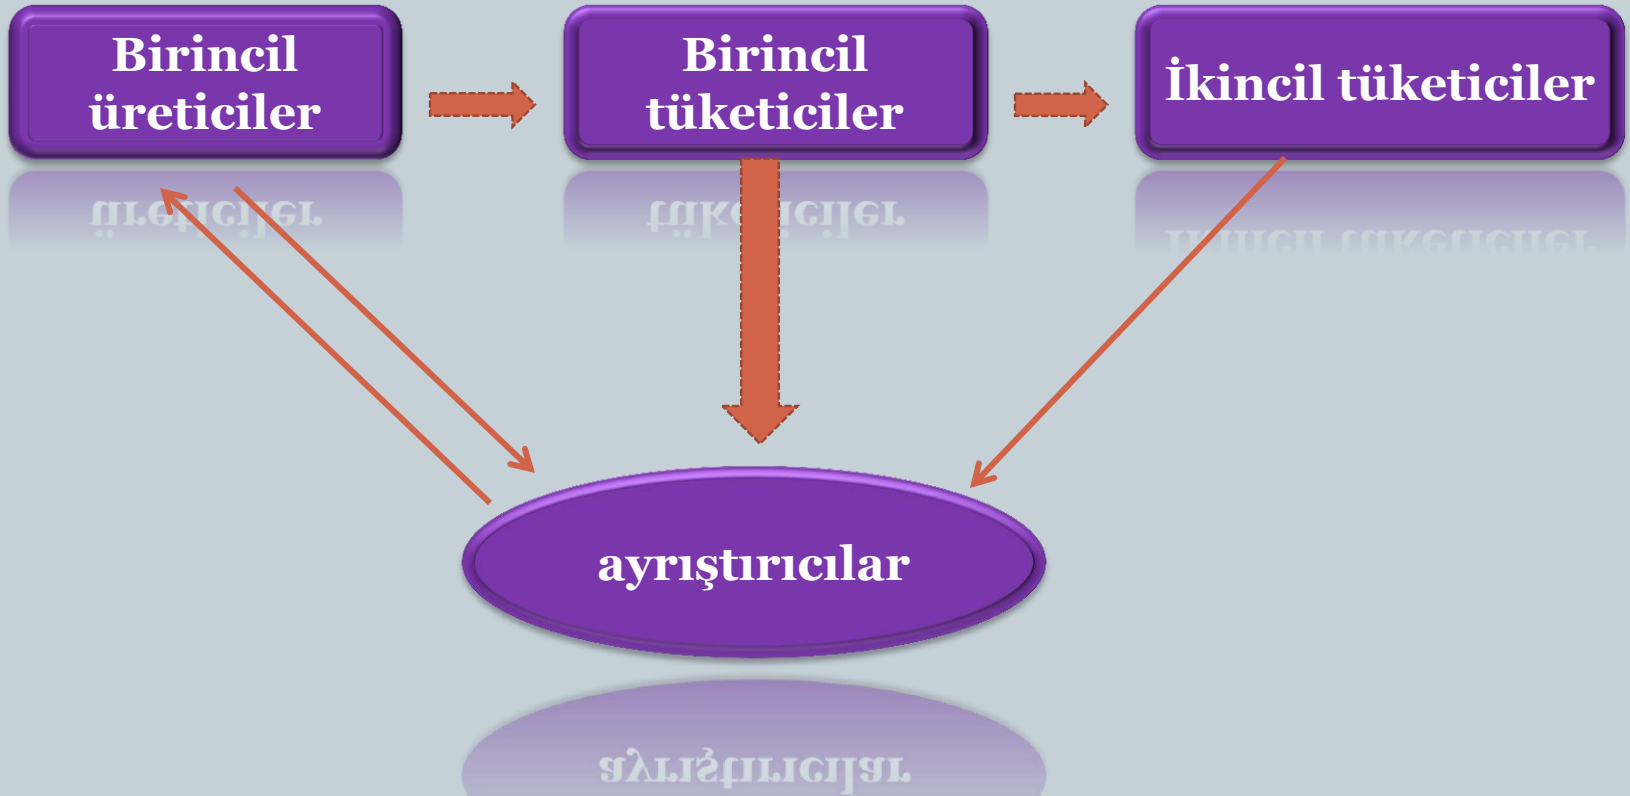 Birincil
üreticiler
Birincil
tüketiciler
İkincil tüketiciler
ayrıştırıcılar